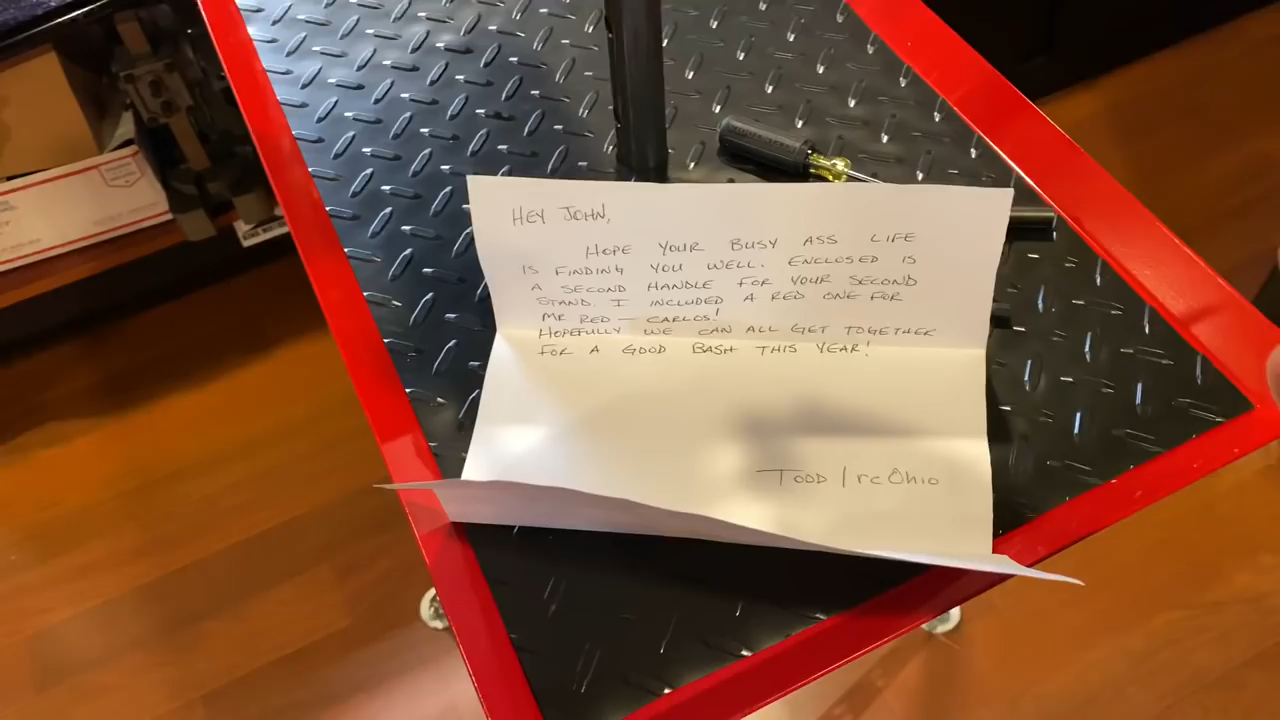 HEY JOHN,
HOPE YOUR BUSY ASS LIFE
IS FINDING YOU WELL. ENCLOSED IS
A SECOND HANDLE FOR YOUR SECOND
STAND. I INCLUDED A RED ONE FOR
MR RED — CARLOS!
HOPEFULLY WE CAN ALL GET TOGETHER
FOR A GOOD BASH THIS YEAR!
TODD / rcOhio